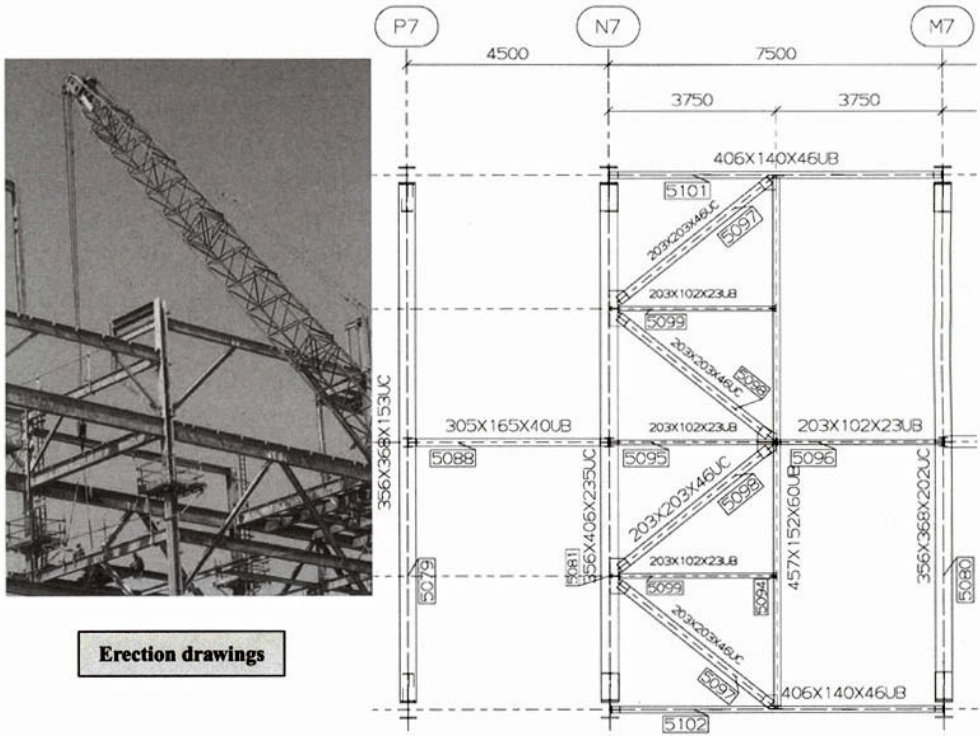 P7 N7 M7
4500 7500
3750 3750
406X140X46UB
5101
203X203X46UC
5097
203X102X23UB
5099
203X203X46UC
5098
356X368X153UC
305X165X40UB
5088
203X102X23UB
5095
203X102X23UB
5096
203X203X46UC
5098
356X406X235UC
457X152X60UB
356X368X202UC
5081
203X102X23UB
5099
5094
5079
5080
203X203X46UC
5097
406X140X46UB
5102
Erection drawings